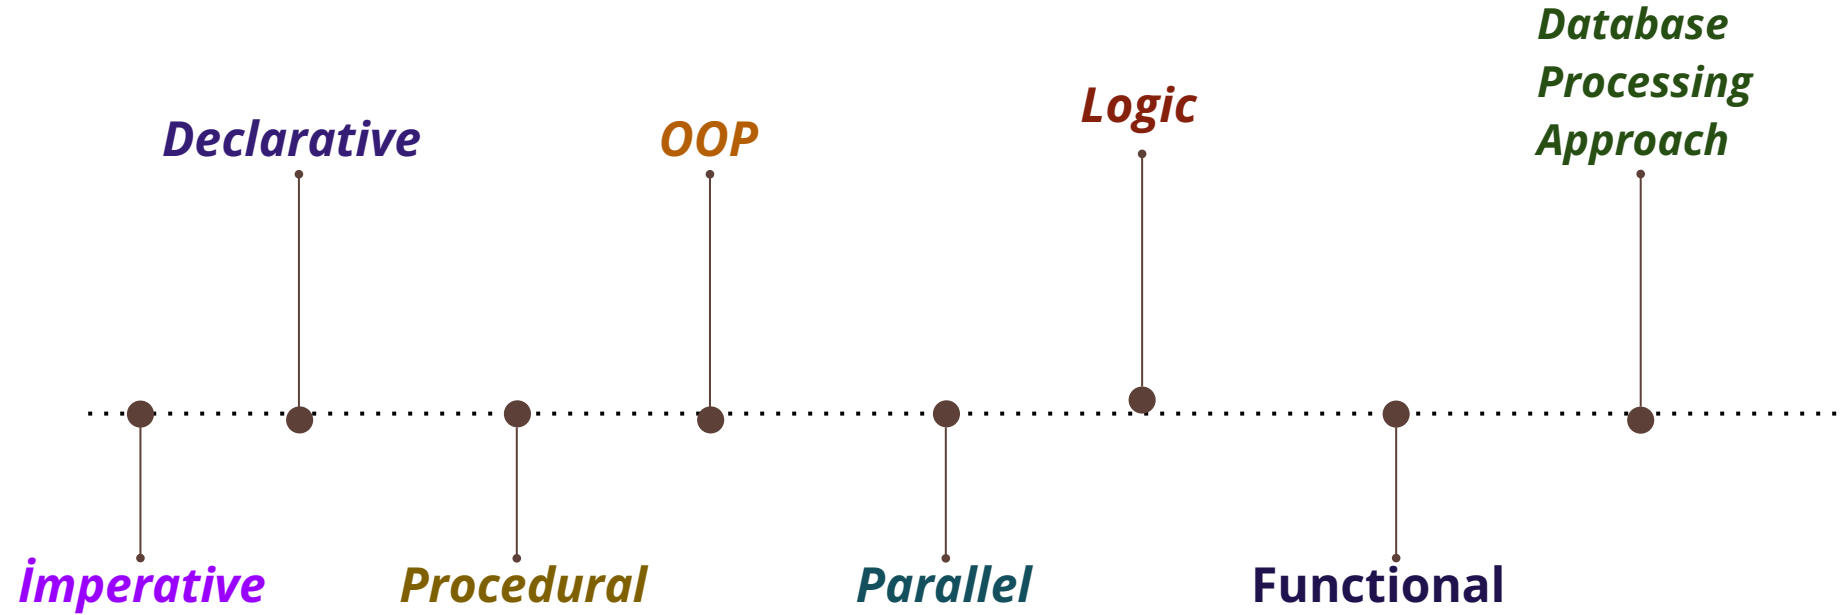 Database
Processing
Approach
Logic
Declarative
OOP
İmperative
Procedural
Parallel
Functional